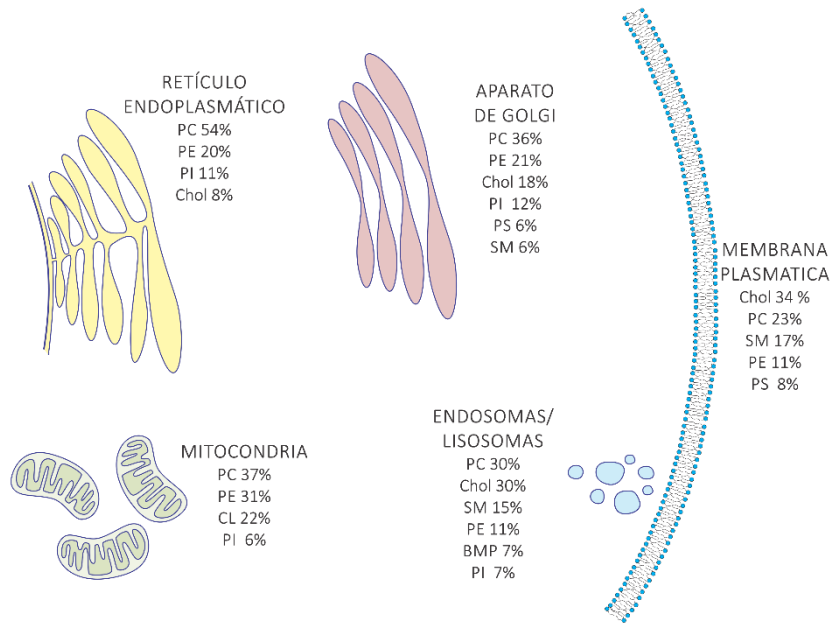 RETÍCULO
ENDOPLASMÁTICO
PC 54%
PE 20%
PI 11%
Chol 8%
APARATO
DE GOLGI
PC 36%
PE 21%
Chol 18%
PI 12%
PS 6%
SM 6%
MEMBRANA
PLASMATICA
Chol 34 %
PC 23%
SM 17%
PE 11%
PS 8%
MITOCONDRIA
PC 37%
PE 31%
CL 22%
PI 6%
ENDOSOMAS/
LISOSOMAS
PC 30%
Chol 30%
SM 15%
PE 11%
BMP 7%
PI 7%